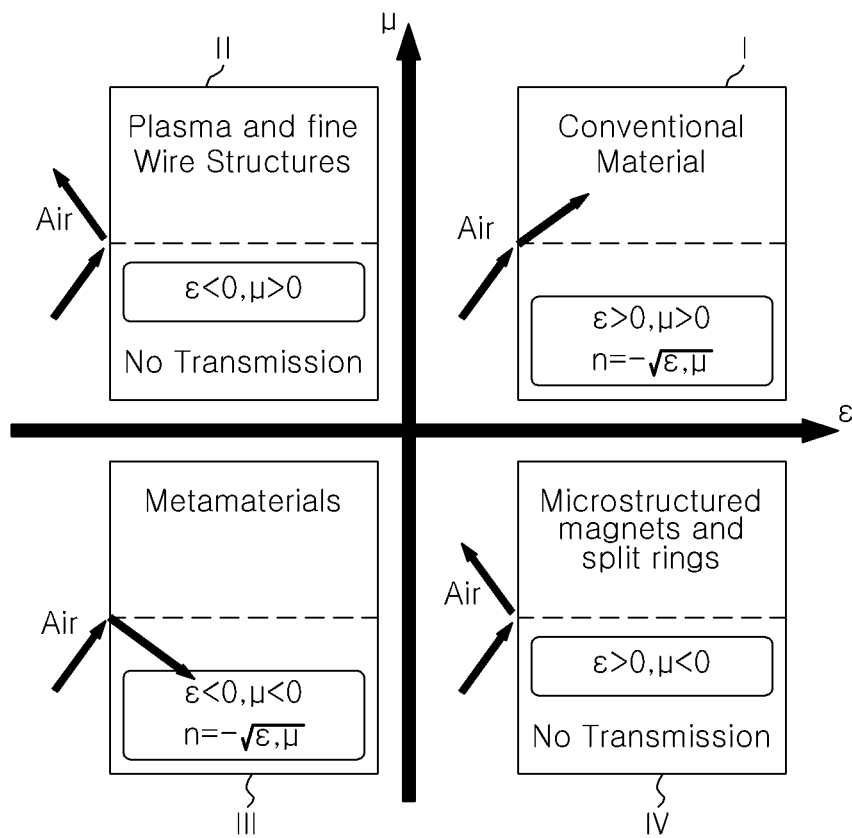 μ
II
I
Plasma and fine
Wire Structures
Air
ε<0,μ>0
No Transmission
Conventional
Material
Air
ε>0,μ>0
n=-√ε,μ
ε
Metamaterials
Air
ε<0,μ<0
n=-√ε,μ
III
Microstructured
magnets and
split rings
Air
ε>0,μ<0
No Transmission
IV